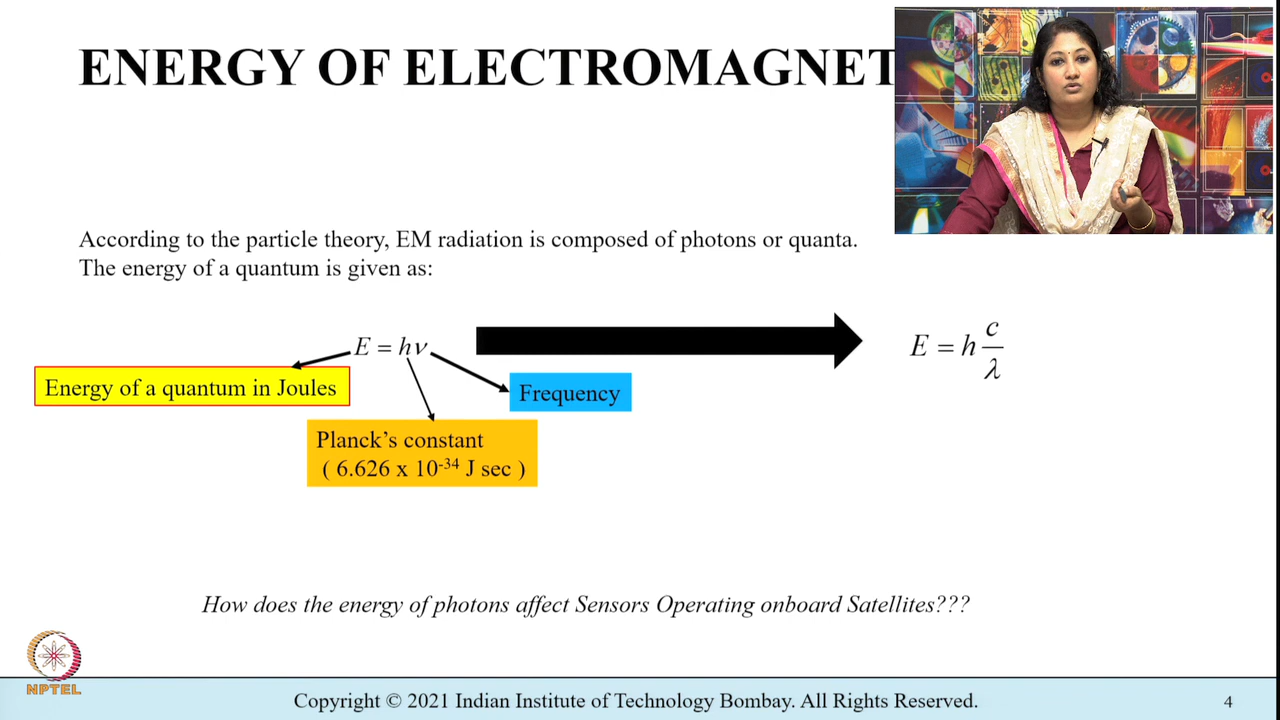 ENERGY OF ELECTROMAGNET
According to the particle theory, EM radiation is composed of photons or quanta.
The energy of a quantum is given as:
E = hν
E = h c/λ
Energy of a quantum in Joules
Frequency
Planck’s constant
( 6.626 x 10⁻³⁴ J sec )
How does the energy of photons affect Sensors Operating onboard Satellites???
NPTEL
Copyright © 2021 Indian Institute of Technology Bombay. All Rights Reserved.
4